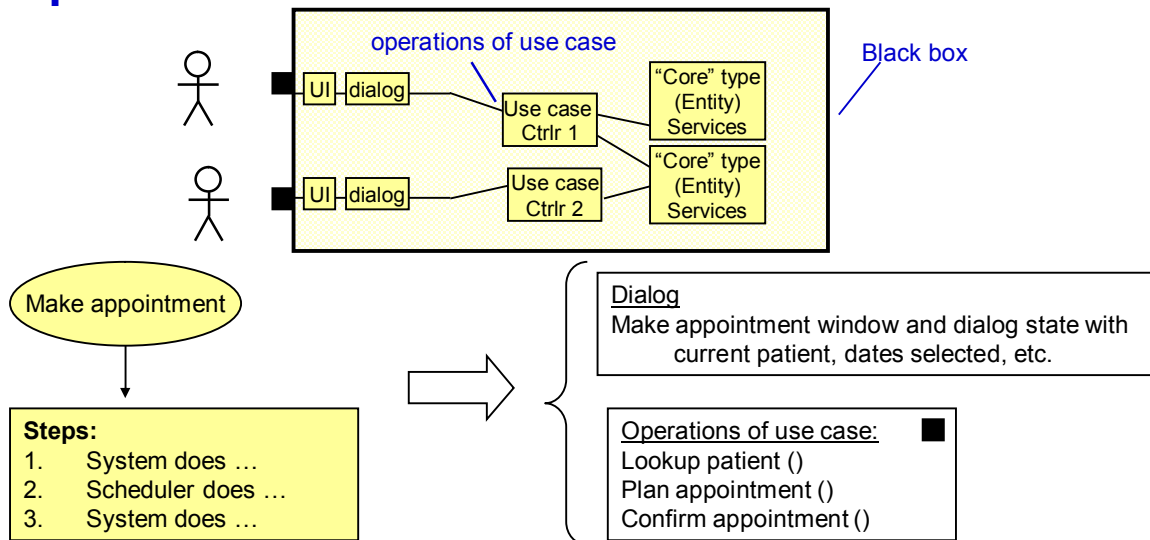 operations of use case
Black box
UI
dialog
Use case
Ctrlr 1
“Core” type
(Entity)
Services
UI
dialog
Use case
Ctrlr 2
“Core” type
(Entity)
Services
Make appointment
Steps:
1. System does …
2. Scheduler does …
3. System does …
Dialog
Make appointment window and dialog state with
current patient, dates selected, etc.
Operations of use case:
Lookup patient ()
Plan appointment ()
Confirm appointment ()